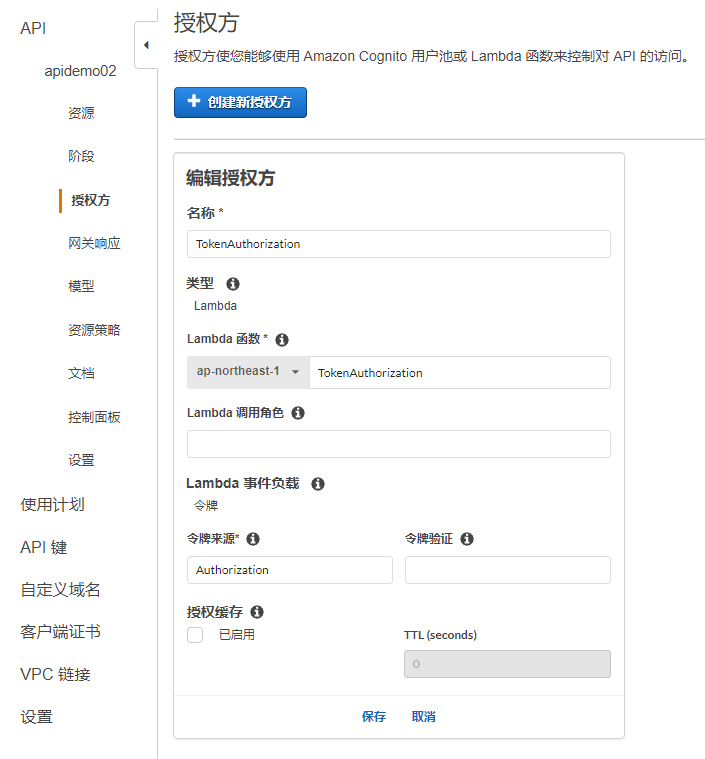 API
apidemo02
资源
阶段
授权方
网关响应
模型
资源策略
文档
控制面板
设置
使用计划
API 键
自定义域名
客户端证书
VPC 链接
设置
授权方
授权方使您能够使用 Amazon Cognito 用户池或 Lambda 函数来控制对 API 的访问。
+ 创建新授权方
编辑授权方
名称 *
TokenAuthorization
类型
Lambda
Lambda 函数 *
ap-northeast-1 TokenAuthorization
Lambda 调用角色
Lambda 事件负载
令牌
令牌来源* 令牌验证
Authorization
授权缓存
已启用 TTL (seconds)
0
保存 取消